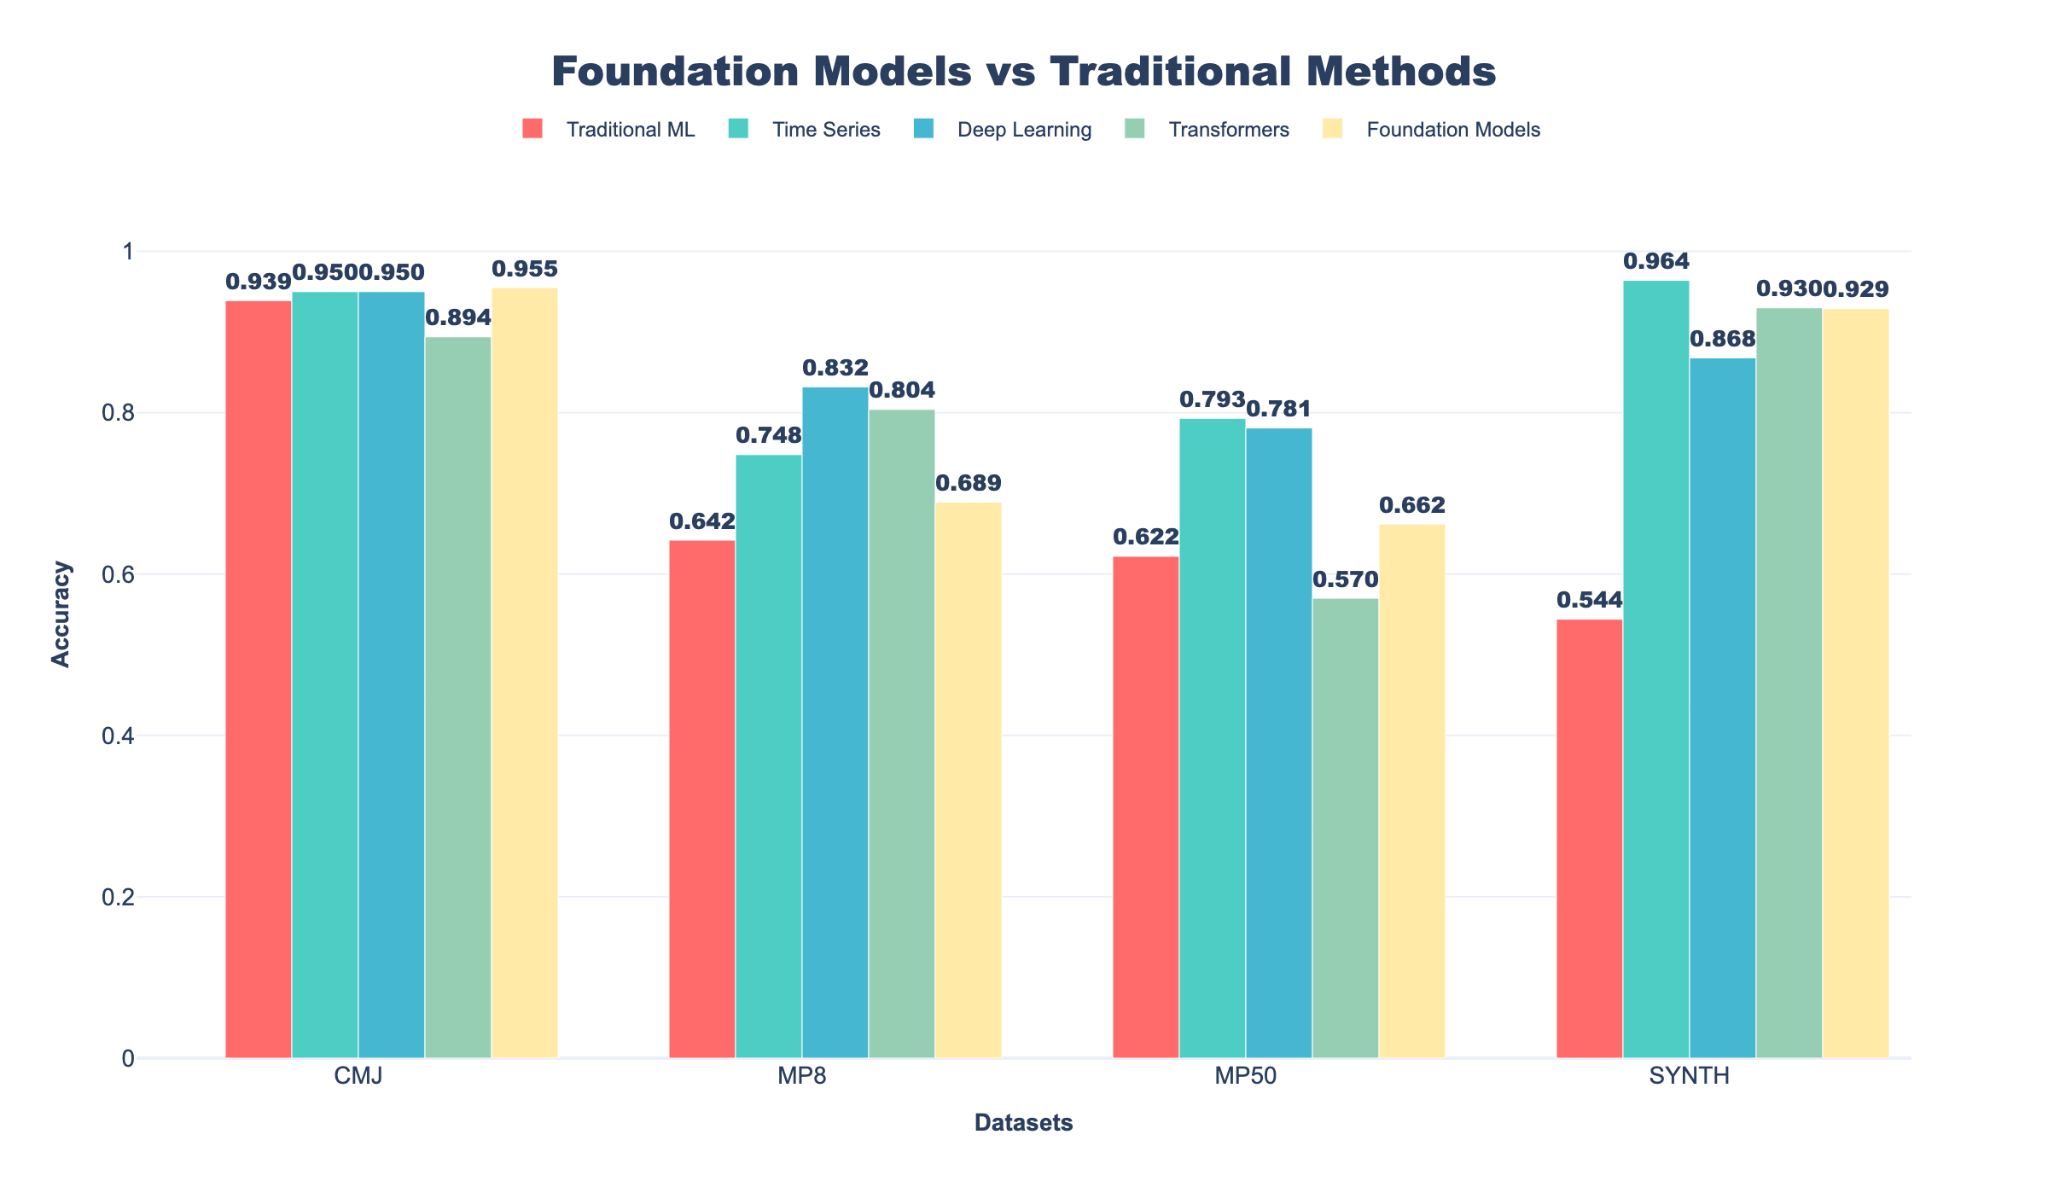 Foundation Models vs Traditional Methods
Traditional ML Time Series Deep Learning Transformers Foundation Models
1
0.8
0.6
0.4
0.2
0
Accuracy
0.939 0.950 0.950 0.894 0.955
0.642 0.748 0.832 0.804 0.689
0.622 0.793 0.781 0.570 0.662
0.544 0.964 0.868 0.930 0.929
CMJ MP8 MP50 SYNTH
Datasets